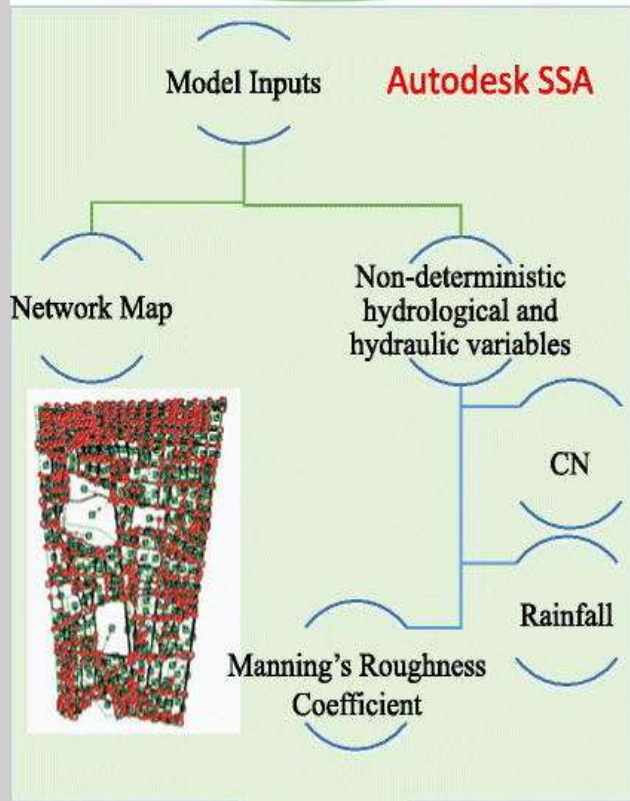 Model Inputs
Autodesk SSA
Network Map
Non-deterministic
hydrological and
hydraulic variables
CN
Rainfall
Manning’s Roughness
Coefficient